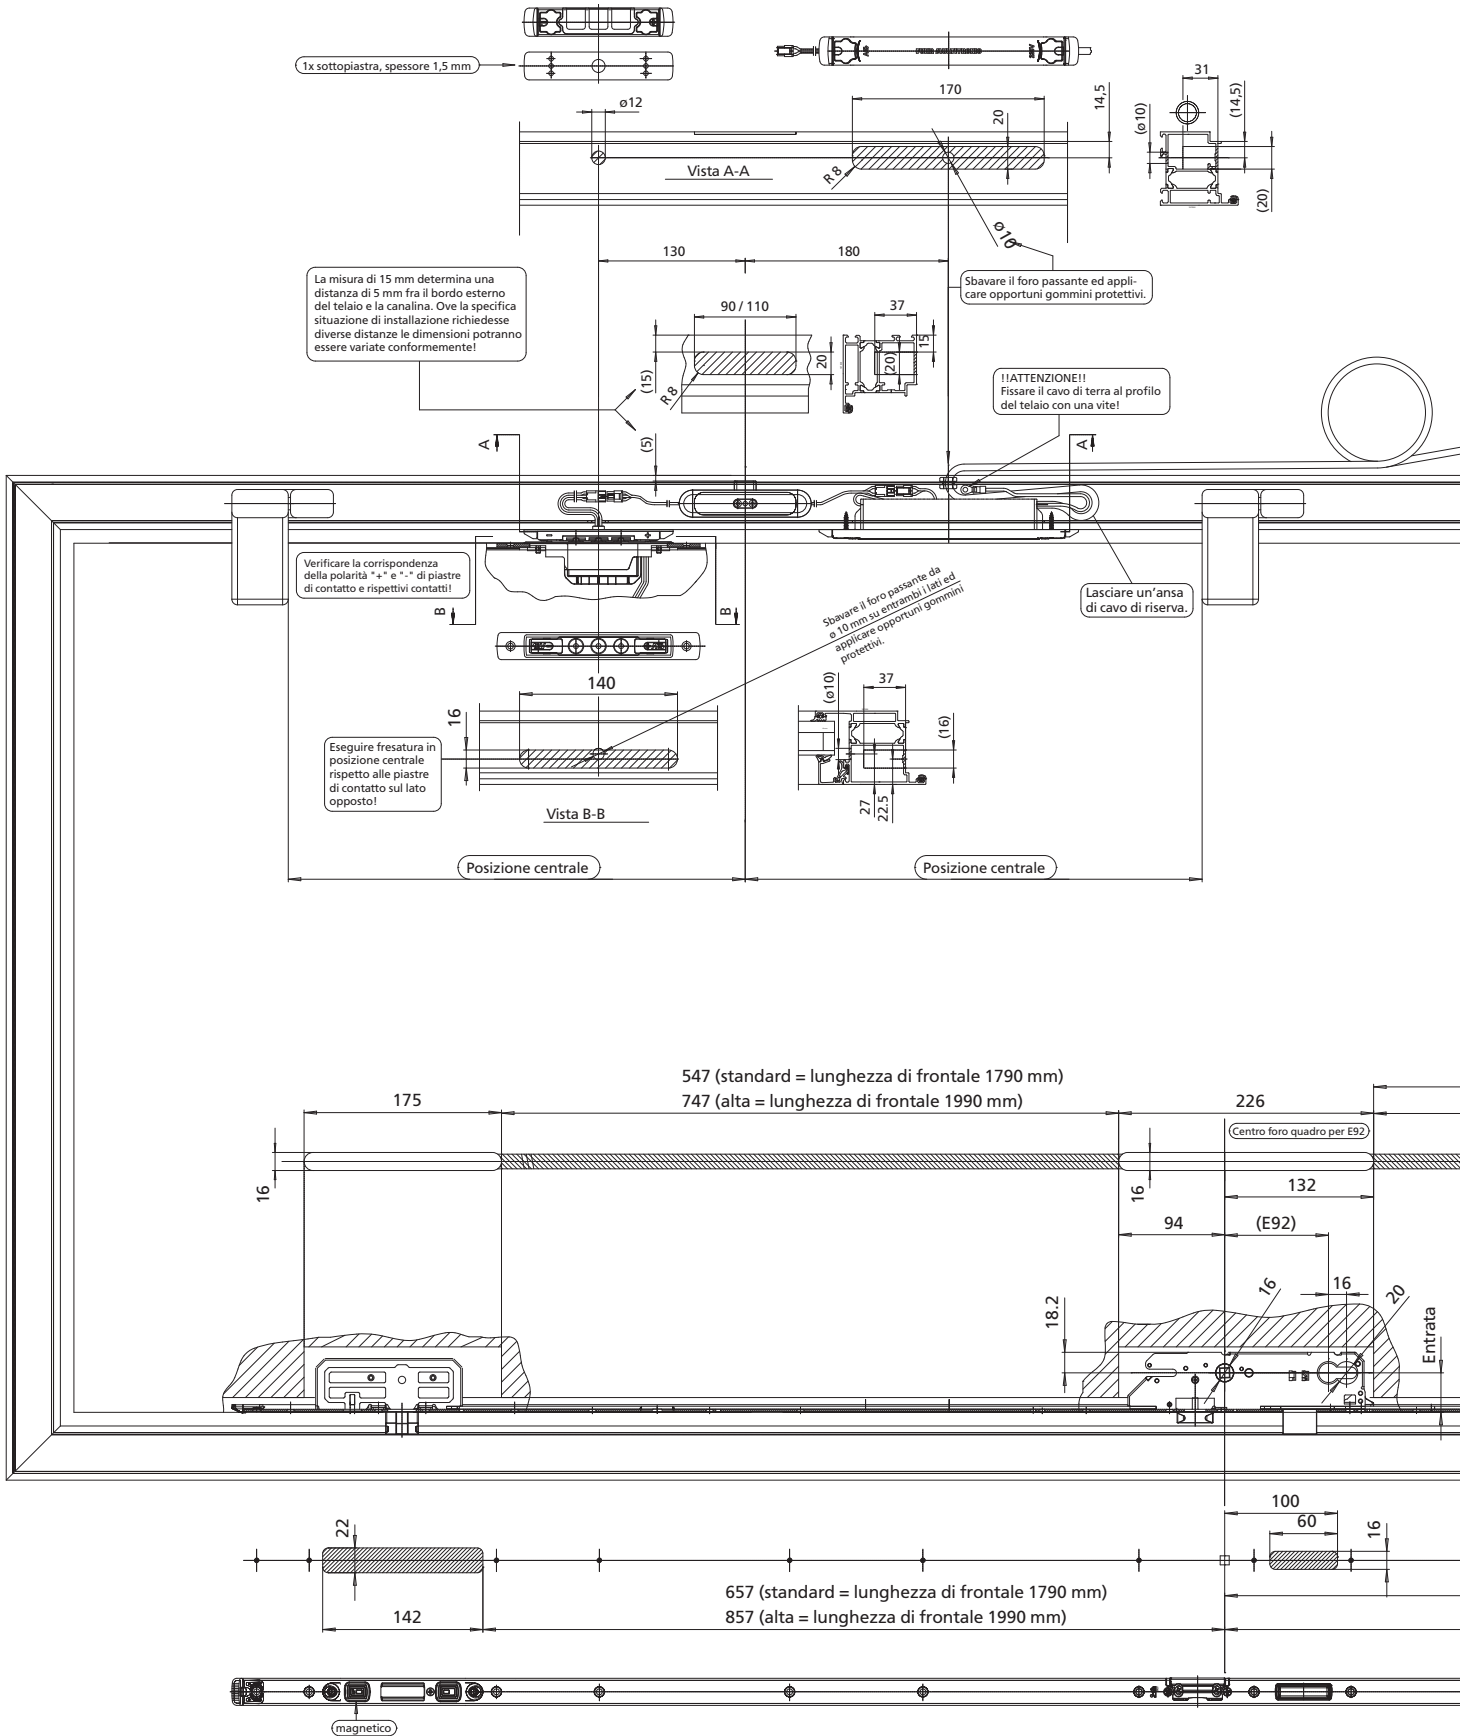 1x sottopiastra, spessore 1,5 mm
ø12
170
20
14,5
31
(ø10)
(14,5)
(20)
Vista A-A
R 8
ø10
130
180
La misura di 15 mm determina una
distanza di 5 mm fra il bordo esterno
del telaio e la canalina. Ove la specifica
situazione di installazione richiedesse
diverse distanze le dimensioni potranno
essere variate conformemente!
Sbavare il foro passante ed appli-
care opportuni gommini protettivi.
90 / 110
37
15
20
(20)
(15)
R 8
(5)
!!ATTENZIONE!!
Fissare il cavo di terra al profilo
del telaio con una vite!
A
A
Verificare la corrispondenza
della polarità "+" e "-" di piastre
di contatto e rispettivi contatti!
-
+
B
B
Sbavare il foro passante da
ø 10 mm su entrambi i lati ed
applicare opportuni gommini
protettivi.
Lasciare un‘ansa
di cavo di riserva.
140
16
(ø10)
37
(16)
27
22.5
Eseguire fresatura in
posizione centrale
rispetto alle piastre
di contatto sul lato
opposto!
Vista B-B
Posizione centrale
Posizione centrale
547 (standard = lunghezza di frontale 1790 mm)
747 (alta = lunghezza di frontale 1990 mm)
175
226
Centro foro quadro per E92
16
16
132
94
(E92)
18.2
16
16
20
Entrata
100
60
22
16
657 (standard = lunghezza di frontale 1790 mm)
857 (alta = lunghezza di frontale 1990 mm)
142
magnetico